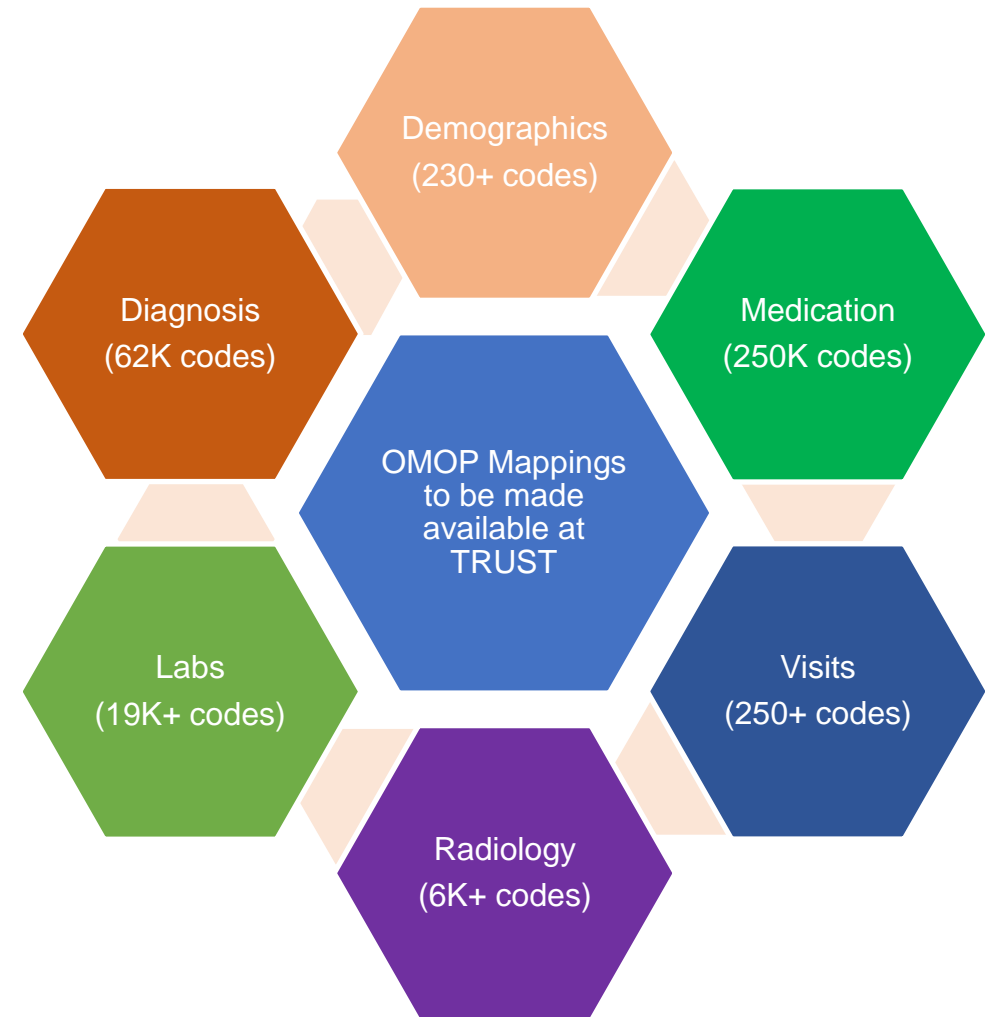 Demographics
(230+ codes)
Diagnosis
(62K codes)
Medication
(250K codes)
OMOP Mappings
to be made
available at
TRUST
Labs
(19K+ codes)
Visits
(250+ codes)
Radiology
(6K+ codes)